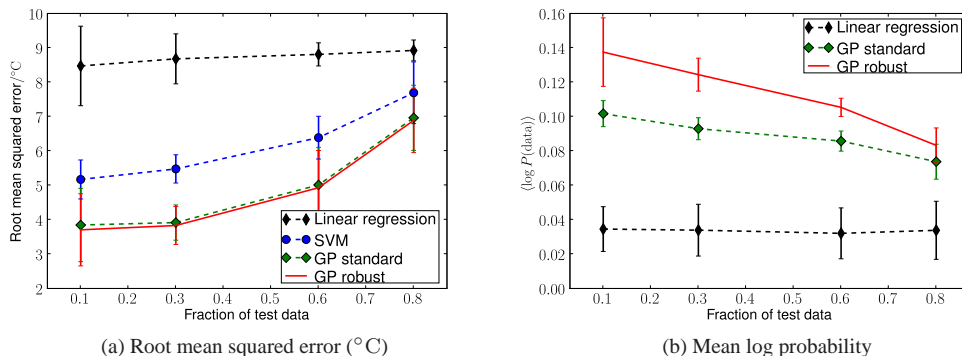 Root mean squared error/°C
10
9
8
7
6
5
4
3
2
0.1 0.2 0.3 0.4 0.5 0.6 0.7 0.8
Fraction of test data
Linear regression
SVM
GP standard
GP robust
(a) Root mean squared error (°C)
⟨log P(data)⟩
0.16
0.14
0.12
0.10
0.08
0.06
0.04
0.02
0.00
0.1 0.2 0.3 0.4 0.5 0.6 0.7 0.8
Fraction of test data
Linear regression
GP standard
GP robust
(b) Mean log probability